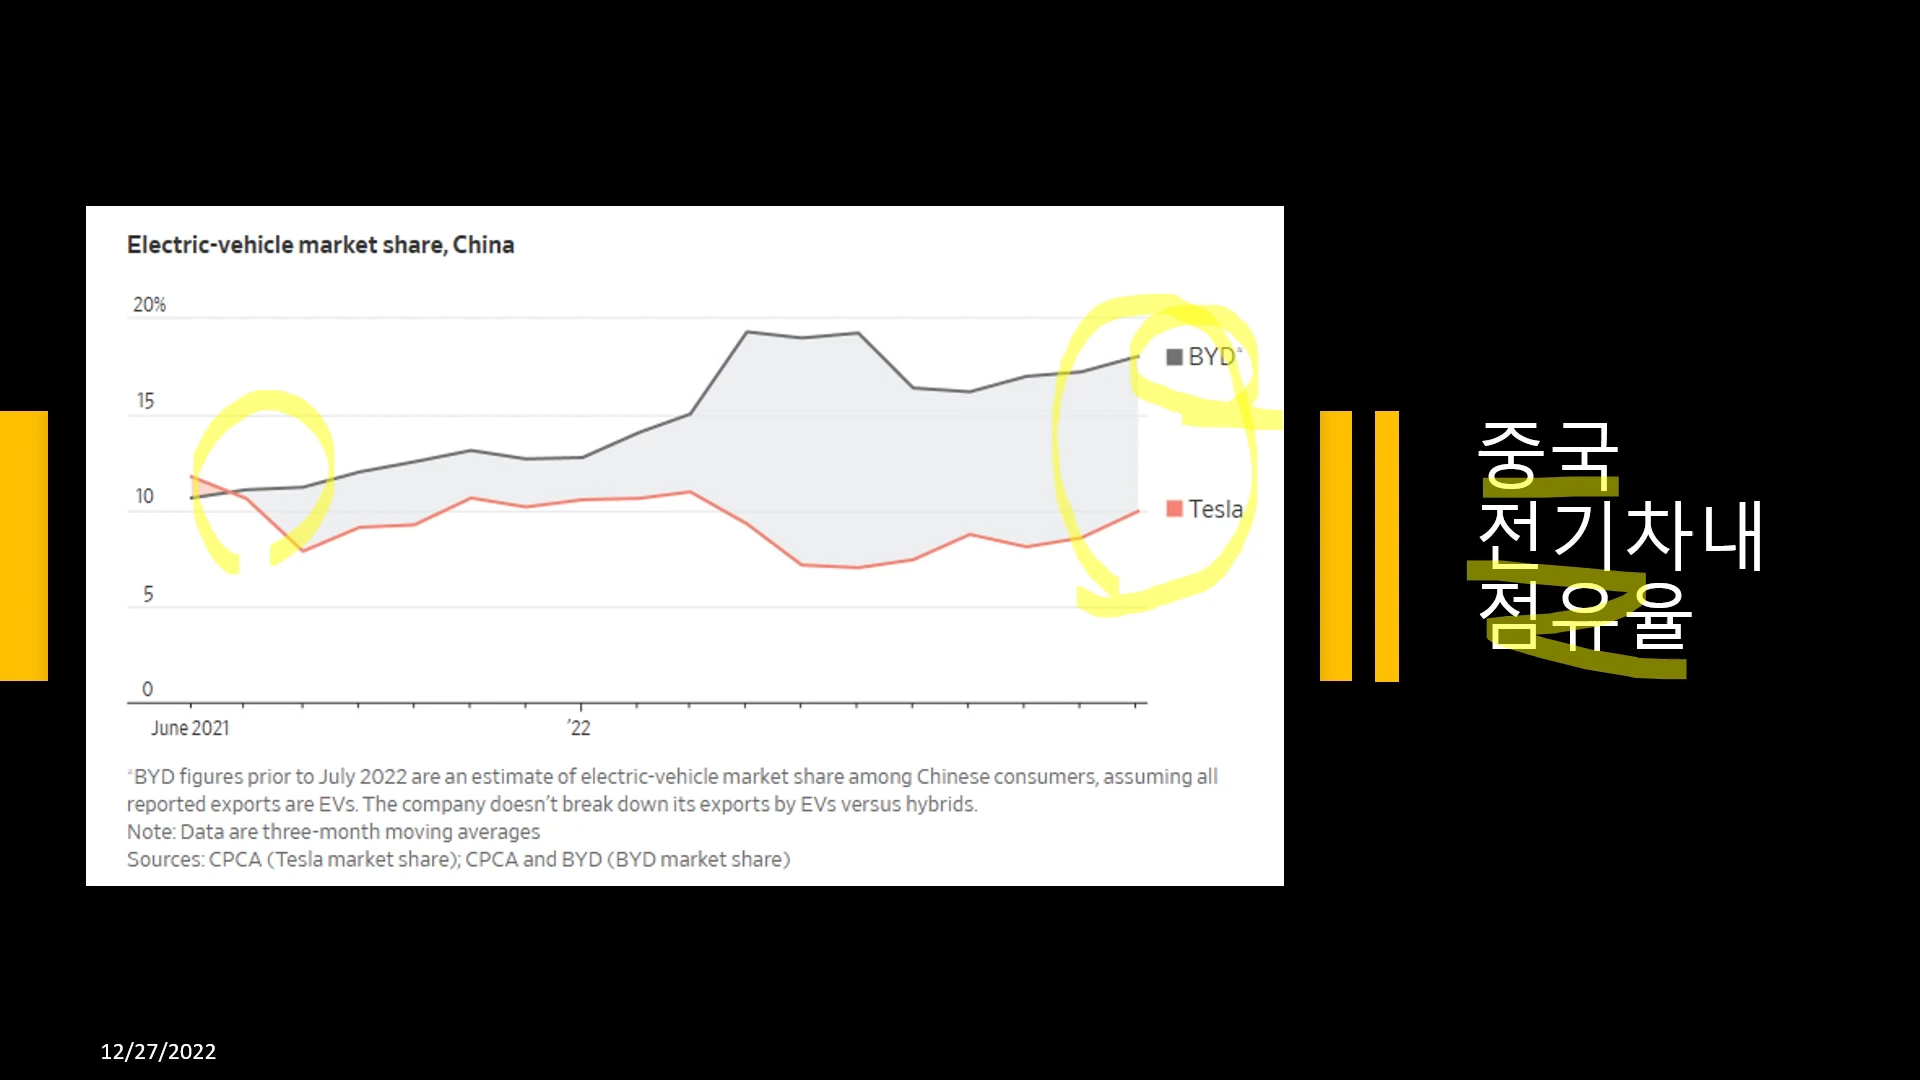 Electric-vehicle market share, China
20%
15
10
5
0
June 2021
’22
BYDª
Tesla
ªBYD figures prior to July 2022 are an estimate of electric-vehicle market share among Chinese consumers, assuming all
reported exports are EVs. The company doesn’t break down its exports by EVs versus hybrids.
Note: Data are three-month moving averages
Sources: CPCA (Tesla market share); CPCA and BYD (BYD market share)
중국
전기차내
점유율
12/27/2022